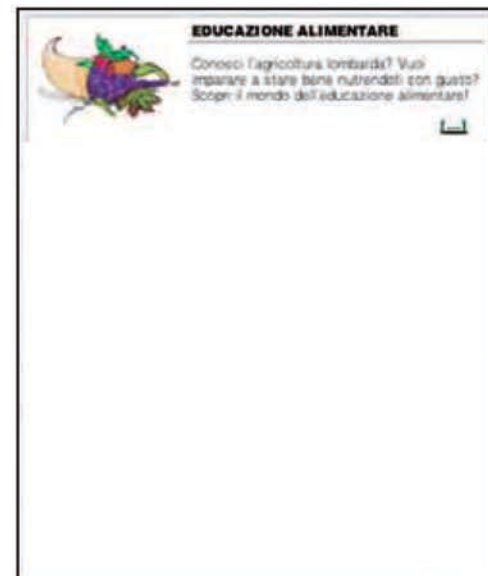 EDUCAZIONE ALIMENTARE
Conosci l'agricoltura lombarda? Vuoi
imparare a stare bene nutrendoti con gusto?
Scopri il mondo dell'educazione alimentare!
[...]